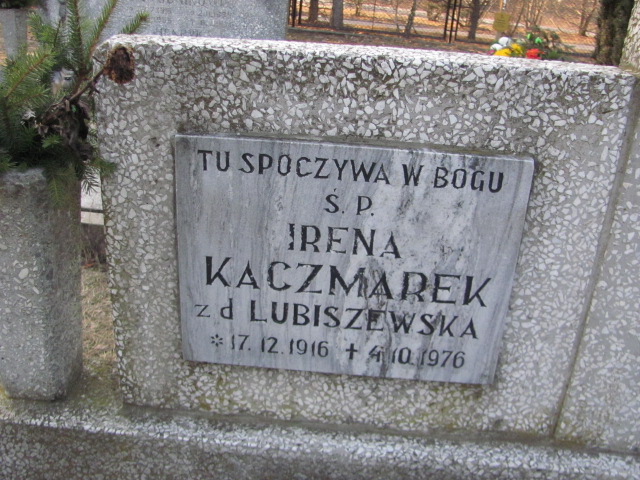 TU SPOCZYWA W BOGU
Ś. P.
IRENA
KACZMAREK
z d LUBISZEWSKA
* 17. 12. 1916 + 4. 10. 1976